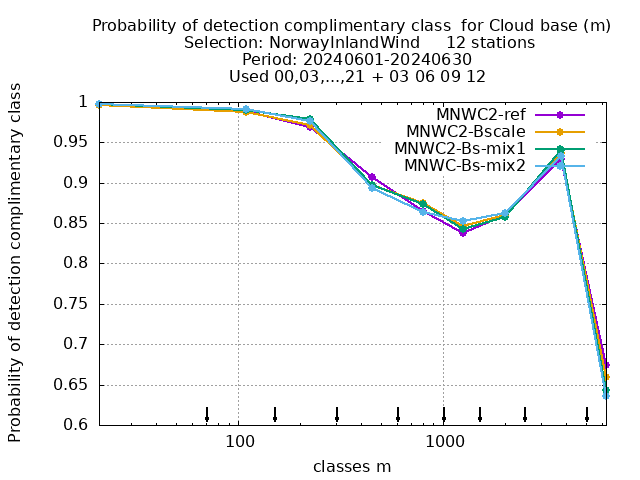 Probability of detection complimentary class  for Cloud base (m)
Selection: NorwayInlandWind     12 stations
Period: 20240601-20240630
Used 00,03,...,21 + 03 06 09 12
Probability of detection complimentary class
1
0.95
0.9
0.85
0.8
0.75
0.7
0.65
0.6
MNWC2-ref
MNWC2-Bscale
MNWC2-Bs-mix1
MNWC-Bs-mix2
100
1000
classes m